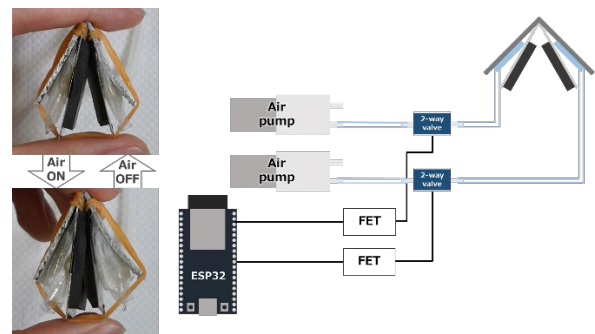 Air
ON
Air
OFF
Air
pump
2-way
valve
Air
pump
2-way
valve
ESP32
FET
FET